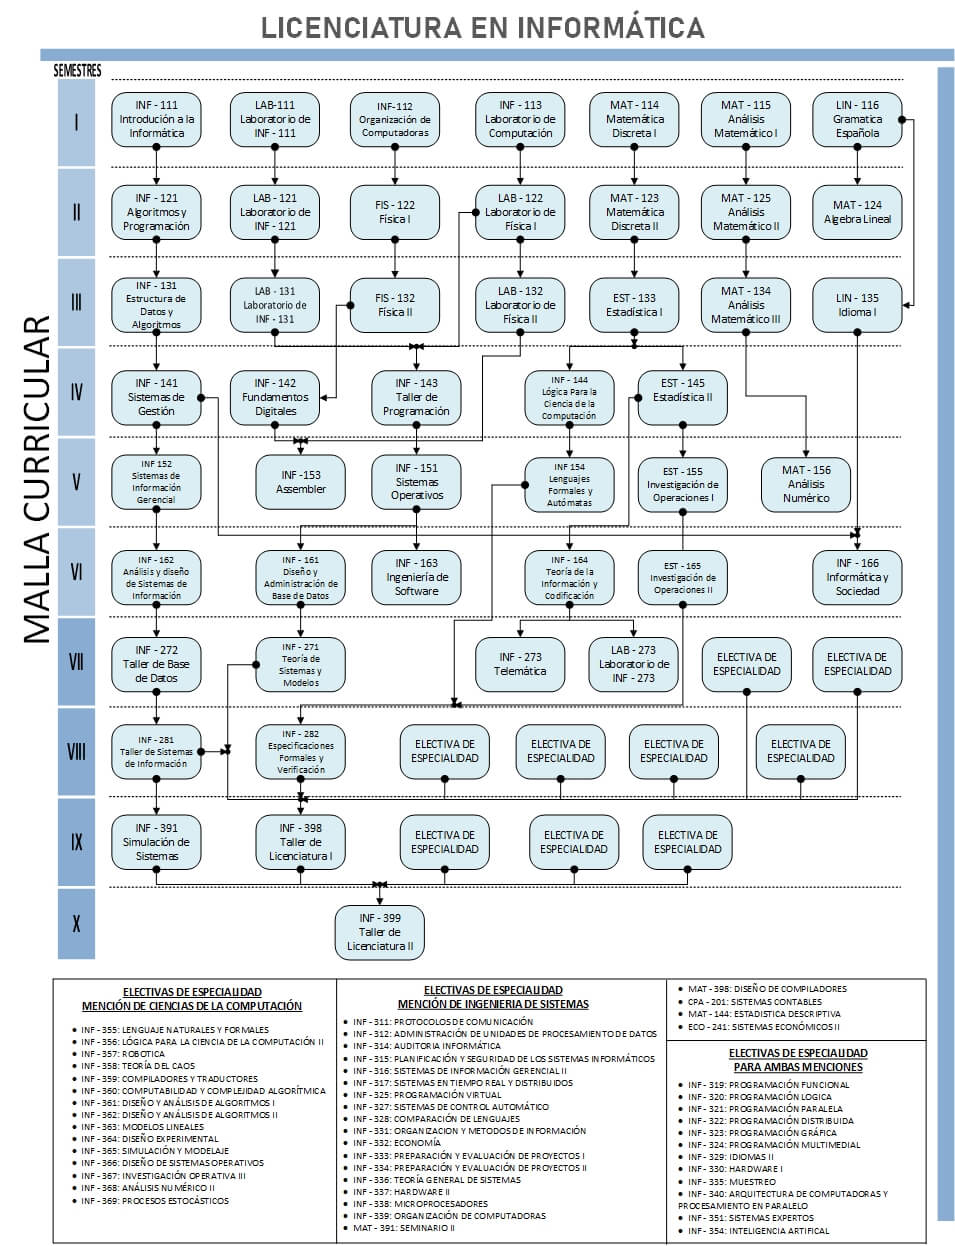 LICENCIATURA EN INFORMÁTICA
MALLA CURRICULAR
SEMESTRES
I
INF - 111
Introdución a la
Informática
LAB-111
Laboratorio de
INF - 111
INF-112
Organización de
Computadoras
INF - 113
Laboratorio de
Computación
MAT - 114
Matemática
Discreta I
MAT - 115
Análisis
Matemático I
LIN - 116
Gramatica
Española
II
INF - 121
Algoritmos y
Programación
LAB - 121
Laboratorio de
INF - 121
FIS - 122
Física I
LAB - 122
Laboratorio de
Física I
MAT - 123
Matemática
Discreta II
MAT - 125
Análisis
Matemático II
MAT - 124
Algebra Lineal
III
INF - 131
Estructura de
Datos y
Algoritmos
LAB - 131
Laboratorio de
INF - 131
FIS - 132
Física II
LAB - 132
Laboratorio de
Física II
EST - 133
Estadística I
MAT - 134
Análisis
Matemático III
LIN - 135
Idioma I
IV
INF - 141
Sistemas de
Gestión
INF - 142
Fundamentos
Digitales
INF - 143
Taller de
Programación
INF - 144
Lógica Para la
Ciencia de la
Computación
EST - 145
Estadística II
V
INF 152
Sistemas de
Información
Gerencial
INF -153
Assembler
INF - 151
Sistemas
Operativos
INF 154
Lenguajes
Formales y
Autómatas
EST - 155
Investigación de
Operaciones I
MAT - 156
Análisis
Numérico
VI
INF - 162
Análisis y diseño
de Sistemas de
Información
INF - 161
Diseño y
Administración de
Base de Datos
INF - 163
Ingeniería de
Software
INF - 164
Teoría de la
Información y
Codificación
EST - 165
Investigación de
Operaciones II
INF - 166
Informática y
Sociedad
VII
INF - 272
Taller de Base
de Datos
INF - 271
Teoría de
Sistemas y
Modelos
INF - 273
Telemática
LAB - 273
Laboratorio de
INF - 273
ELECTIVA DE
ESPECIALIDAD
ELECTIVA DE
ESPECIALIDAD
VIII
INF - 281
Taller de Sistemas
de Información
INF - 282
Especificaciones
Formales y
Verificación
ELECTIVA DE
ESPECIALIDAD
ELECTIVA DE
ESPECIALIDAD
ELECTIVA DE
ESPECIALIDAD
ELECTIVA DE
ESPECIALIDAD
IX
INF - 391
Simulación de
Sistemas
INF - 398
Taller de
Licenciatura I
ELECTIVA DE
ESPECIALIDAD
ELECTIVA DE
ESPECIALIDAD
ELECTIVA DE
ESPECIALIDAD
X
INF - 399
Taller de
Licenciatura II
ELECTIVAS DE ESPECIALIDAD
MENCIÓN DE CIENCIAS DE LA COMPUTACIÓN
• INF - 355: LENGUAJE NATURALES Y FORMALES
• INF - 356: LÓGICA PARA LA CIENCIA DE LA COMPUTACIÓN II
• INF - 357: ROBOTICA
• INF - 358: TEORÍA DEL CAOS
• INF - 359: COMPILADORES Y TRADUCTORES
• INF - 360: COMPUTABILIDAD Y COMPLEJIDAD ALGORÍTMICA
• INF - 361: DISEÑO Y ANÁLISIS DE ALGORITMOS I
• INF - 362: DISEÑO Y ANÁLISIS DE ALGORITMOS II
• INF - 363: MODELOS LINEALES
• INF - 364: DISEÑO EXPERIMENTAL
• INF - 365: SIMULACIÓN Y MODELAJE
• INF - 366: DISEÑO DE SISTEMAS OPERATIVOS
• INF - 367: INVESTIGACIÓN OPERATIVA III
• INF - 368: ANÁLISIS NUMÉRICO II
• INF - 369: PROCESOS ESTOCÁSTICOS
ELECTIVAS DE ESPECIALIDAD
MENCIÓN DE INGENIERIA DE SISTEMAS
• INF - 311: PROTOCOLOS DE COMUNICACIÓN
• INF - 312: ADMINISTRACIÓN DE UNIDADES DE PROCESAMIENTO DE DATOS
• INF - 314: AUDITORIA INFORMÁTICA
• INF - 315: PLANIFICACIÓN Y SEGURIDAD DE LOS SISTEMAS INFORMÁTICOS
• INF - 316: SISTEMAS DE INFORMACIÓN GERENCIAL II
• INF - 317: SISTEMAS EN TIEMPO REAL Y DISTRIBUIDOS
• INF - 325: PROGRAMACIÓN VIRTUAL
• INF - 327: SISTEMAS DE CONTROL AUTOMÁTICO
• INF - 328: COMPARACIÓN DE LENGUAJES
• INF - 331: ORGANIZACION Y METODOS DE INFORMACIÓN
• INF - 332: ECONOMÍA
• INF - 333: PREPARACIÓN Y EVALUACIÓN DE PROYECTOS I
• INF - 334: PREPARACIÓN Y EVALUACIÓN DE PROYECTOS II
• INF - 336: TEORÍA GENERAL DE SISTEMAS
• INF - 337: HARDWARE II
• INF - 338: MICROPROCESADORES
• INF - 339: ORGANIZACIÓN DE COMPUTADORAS
• MAT - 391: SEMINARIO II
• MAT - 398: DISEÑO DE COMPILADORES
• CPA - 201: SISTEMAS CONTABLES
• MAT - 144: ESTADISTICA DESCRIPTIVA
• ECO - 241: SISTEMAS ECONÓMICOS II
ELECTIVAS DE ESPECIALIDAD
PARA AMBAS MENCIONES
• INF - 319: PROGRAMACIÓN FUNCIONAL
• INF - 320: PROGRAMACIÓN LOGICA
• INF - 321: PROGRAMACIÓN PARALELA
• INF - 322: PROGRAMACIÓN DISTRIBUIDA
• INF - 323: PROGRAMACIÓN GRÁFICA
• INF - 324: PROGRAMACIÓN MULTIMEDIAL
• INF - 329: IDIOMAS II
• INF - 330: HARDWARE I
• INF - 335: MUESTREO
• INF - 340: ARQUITECTURA DE COMPUTADORAS Y
PROCESAMIENTO EN PARALELO
• INF - 351: SISTEMAS EXPERTOS
• INF - 354: INTELIGENCIA ARTIFICAL